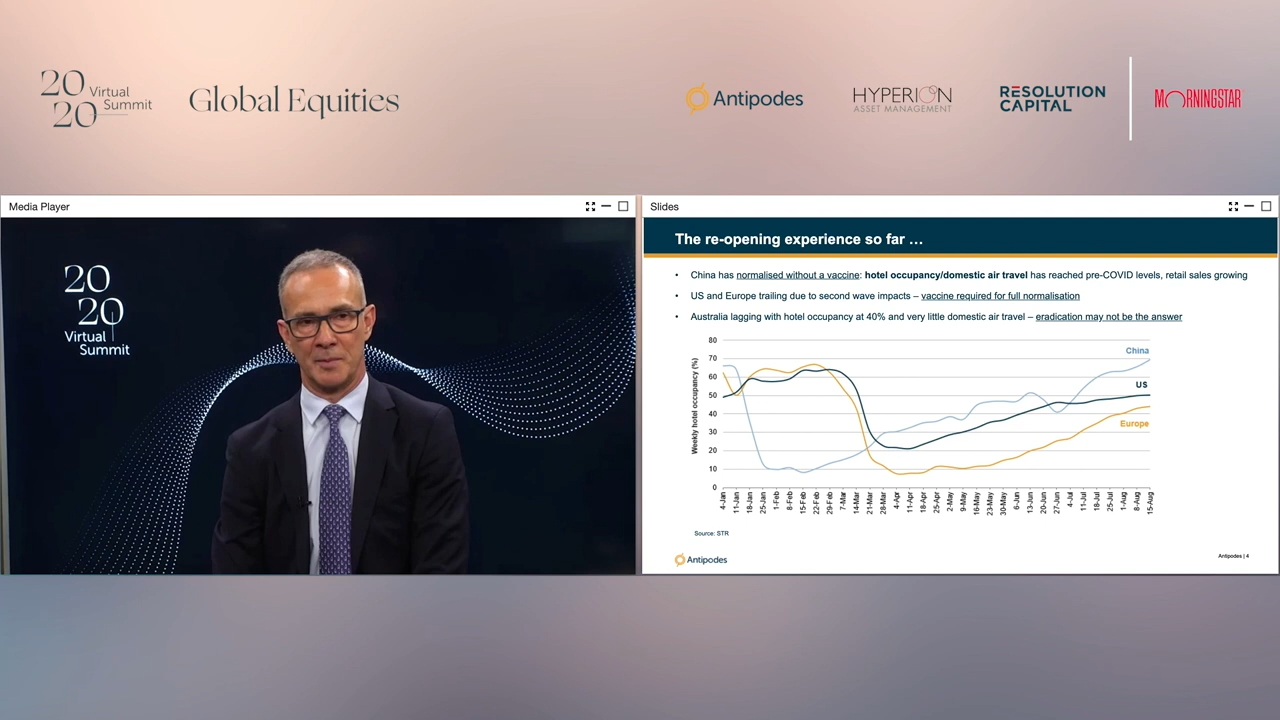 20
20
Virtual
Summit
Global Equities
Antipodes
HYPERION
ASSET MANAGEMENT
RESOLUTION
CAPITAL
MORNINGSTAR
Media Player
20
20
Virtual
Summit
Slides
The re-opening experience so far …
• China has normalised without a vaccine: hotel occupancy/domestic air travel has reached pre-COVID levels, retail sales growing
• US and Europe trailing due to second wave impacts – vaccine required for full normalisation
• Australia lagging with hotel occupancy at 40% and very little domestic air travel – eradication may not be the answer
Weekly hotel occupancy (%)
80
70
60
50
40
30
20
10
0
China
US
Europe
4-Jan
11-Jan
18-Jan
25-Jan
1-Feb
8-Feb
15-Feb
22-Feb
29-Feb
7-Mar
14-Mar
21-Mar
28-Mar
4-Apr
11-Apr
18-Apr
25-Apr
2-May
9-May
16-May
23-May
30-May
6-Jun
13-Jun
20-Jun
27-Jun
4-Jul
11-Jul
18-Jul
25-Jul
1-Aug
8-Aug
15-Aug
Source: STR
Antipodes
Antipodes | 4